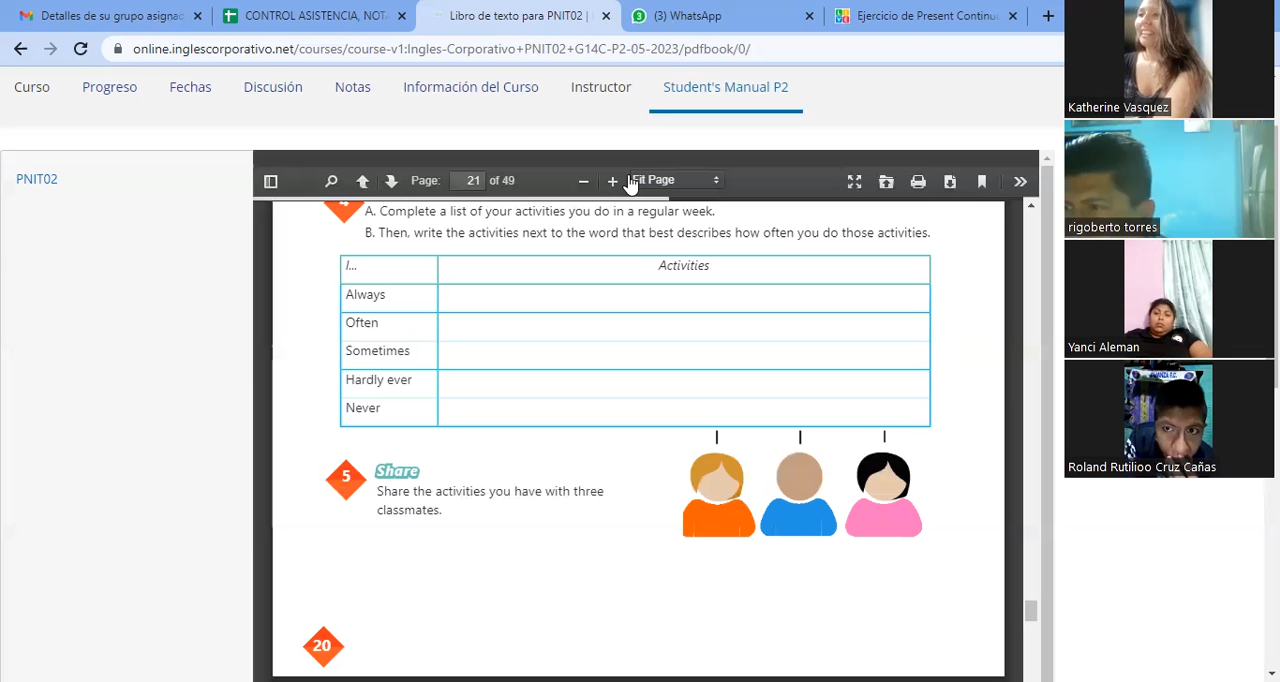 Detalles de su grupo asignad
CONTROL ASISTENCIA, NOTA
Libro de texto para PNIT02 |
(3) WhatsApp
Ejercicio de Present Continuo
online.inglescorporativo.net/courses/course-v1:Ingles-Corporativo+PNIT02+G14C-P2-05-2023/pdfbook/0/
Curso
Progreso
Fechas
Discusión
Notas
Información del Curso
Instructor
Student's Manual P2
PNIT02
Page: 21 of 49
Fit Page
A. Complete a list of your activities you do in a regular week.
B. Then, write the activities next to the word that best describes how often you do those activities.
I...
Activities
Always
Often
Sometimes
Hardly ever
Never
5
Share
Share the activities you have with three
classmates.
20
Katherine Vasquez
rigoberto torres
Yanci Aleman
Roland Rutilioo Cruz Cañas